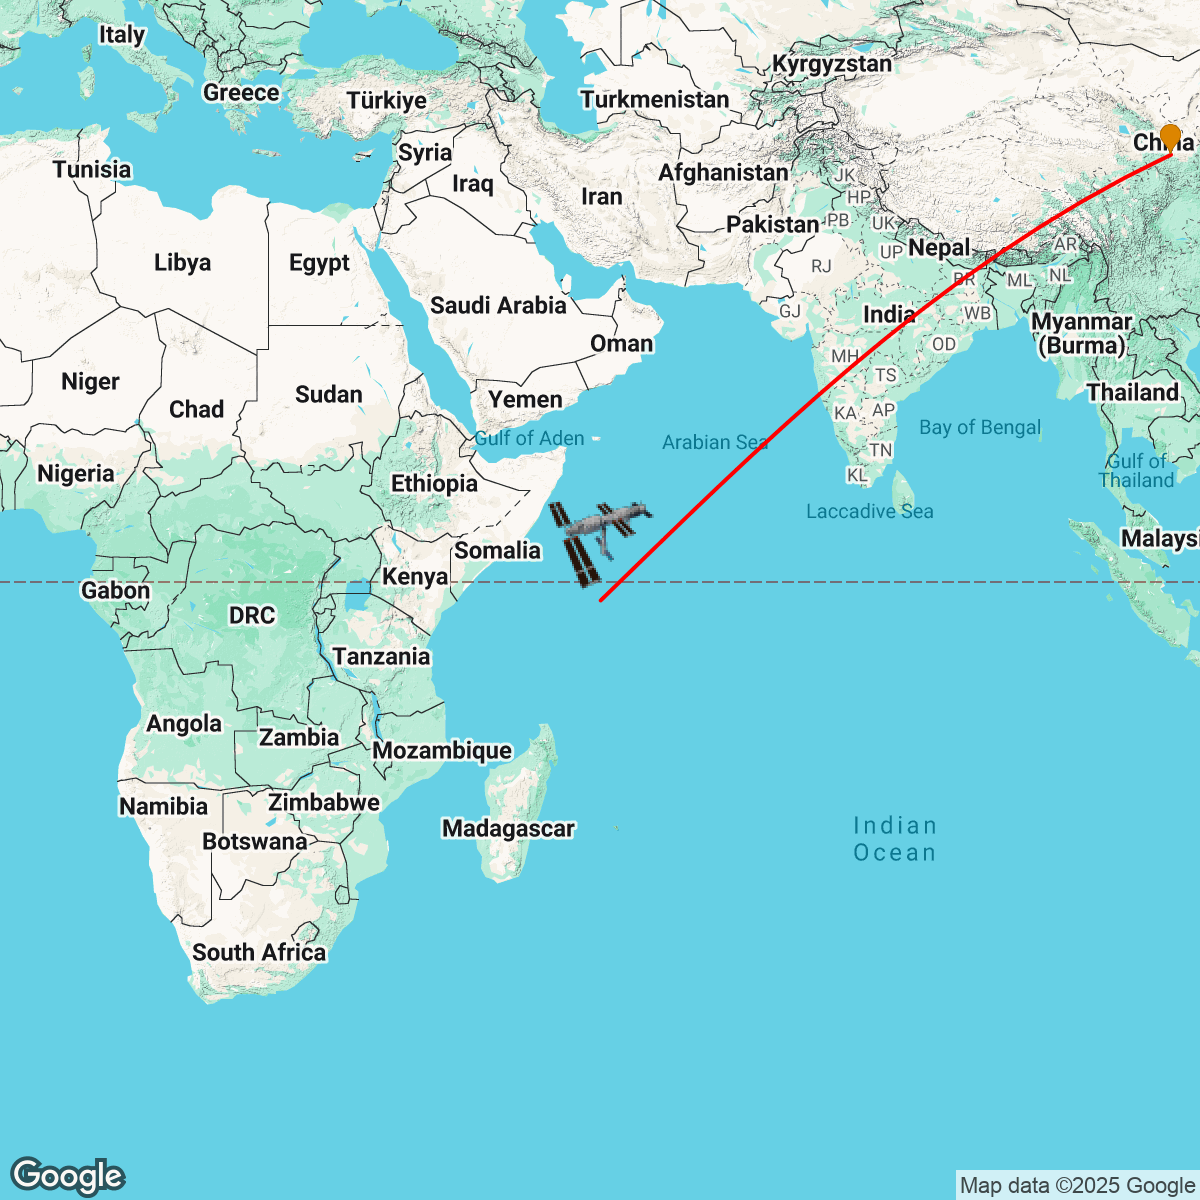 Italy
Kyrgyzstan
Greece
Türkiye
Turkmenistan
China
Syria
Tunisia
Afghanistan
Iraq
Iran
JK
HP
Pakistan
PB
UK
Nepal
AR
UP
Libya
Egypt
RJ
BR
ML
NL
Saudi Arabia
GJ
India
WB
Myanmar
(Burma)
Oman
OD
MH
Niger
TS
Sudan
Thailand
Yemen
Chad
KA
AP
Gulf of Aden
Arabian Sea
Bay of Bengal
TN
Nigeria
KL
Gulf of
Thailand
Ethiopia
Laccadive Sea
Somalia
Malaysi
Kenya
Gabon
DRC
Tanzania
Angola
Zambia
Mozambique
Namibia
Zimbabwe
Botswana
Madagascar
Indian
Ocean
South Africa
Google
Map data ©2025 Google